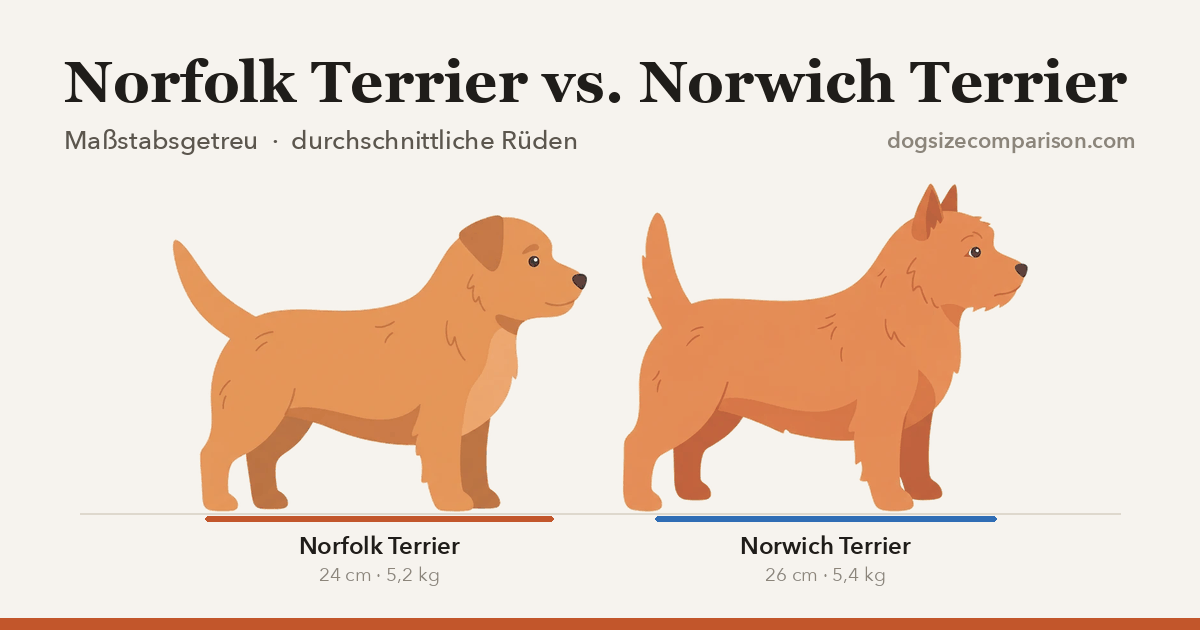 Norfolk Terrier vs. Norwich Terrier
Maßstabsgetreu · durchschnittliche Rüden
dogsizecomparison.com
Norfolk Terrier
24 cm · 5,2 kg
Norwich Terrier
26 cm · 5,4 kg